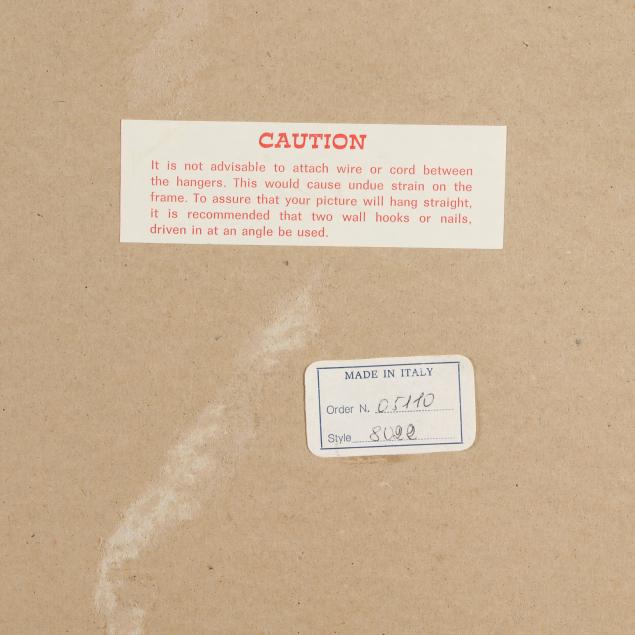 CAUTION
It is not advisable to attach wire or cord between
the hangers. This would cause undue strain on the
frame. To assure that your picture will hang straight,
it is recommended that two wall hooks or nails,
driven in at an angle be used.
MADE IN ITALY
Order N. 05110
Style 8022